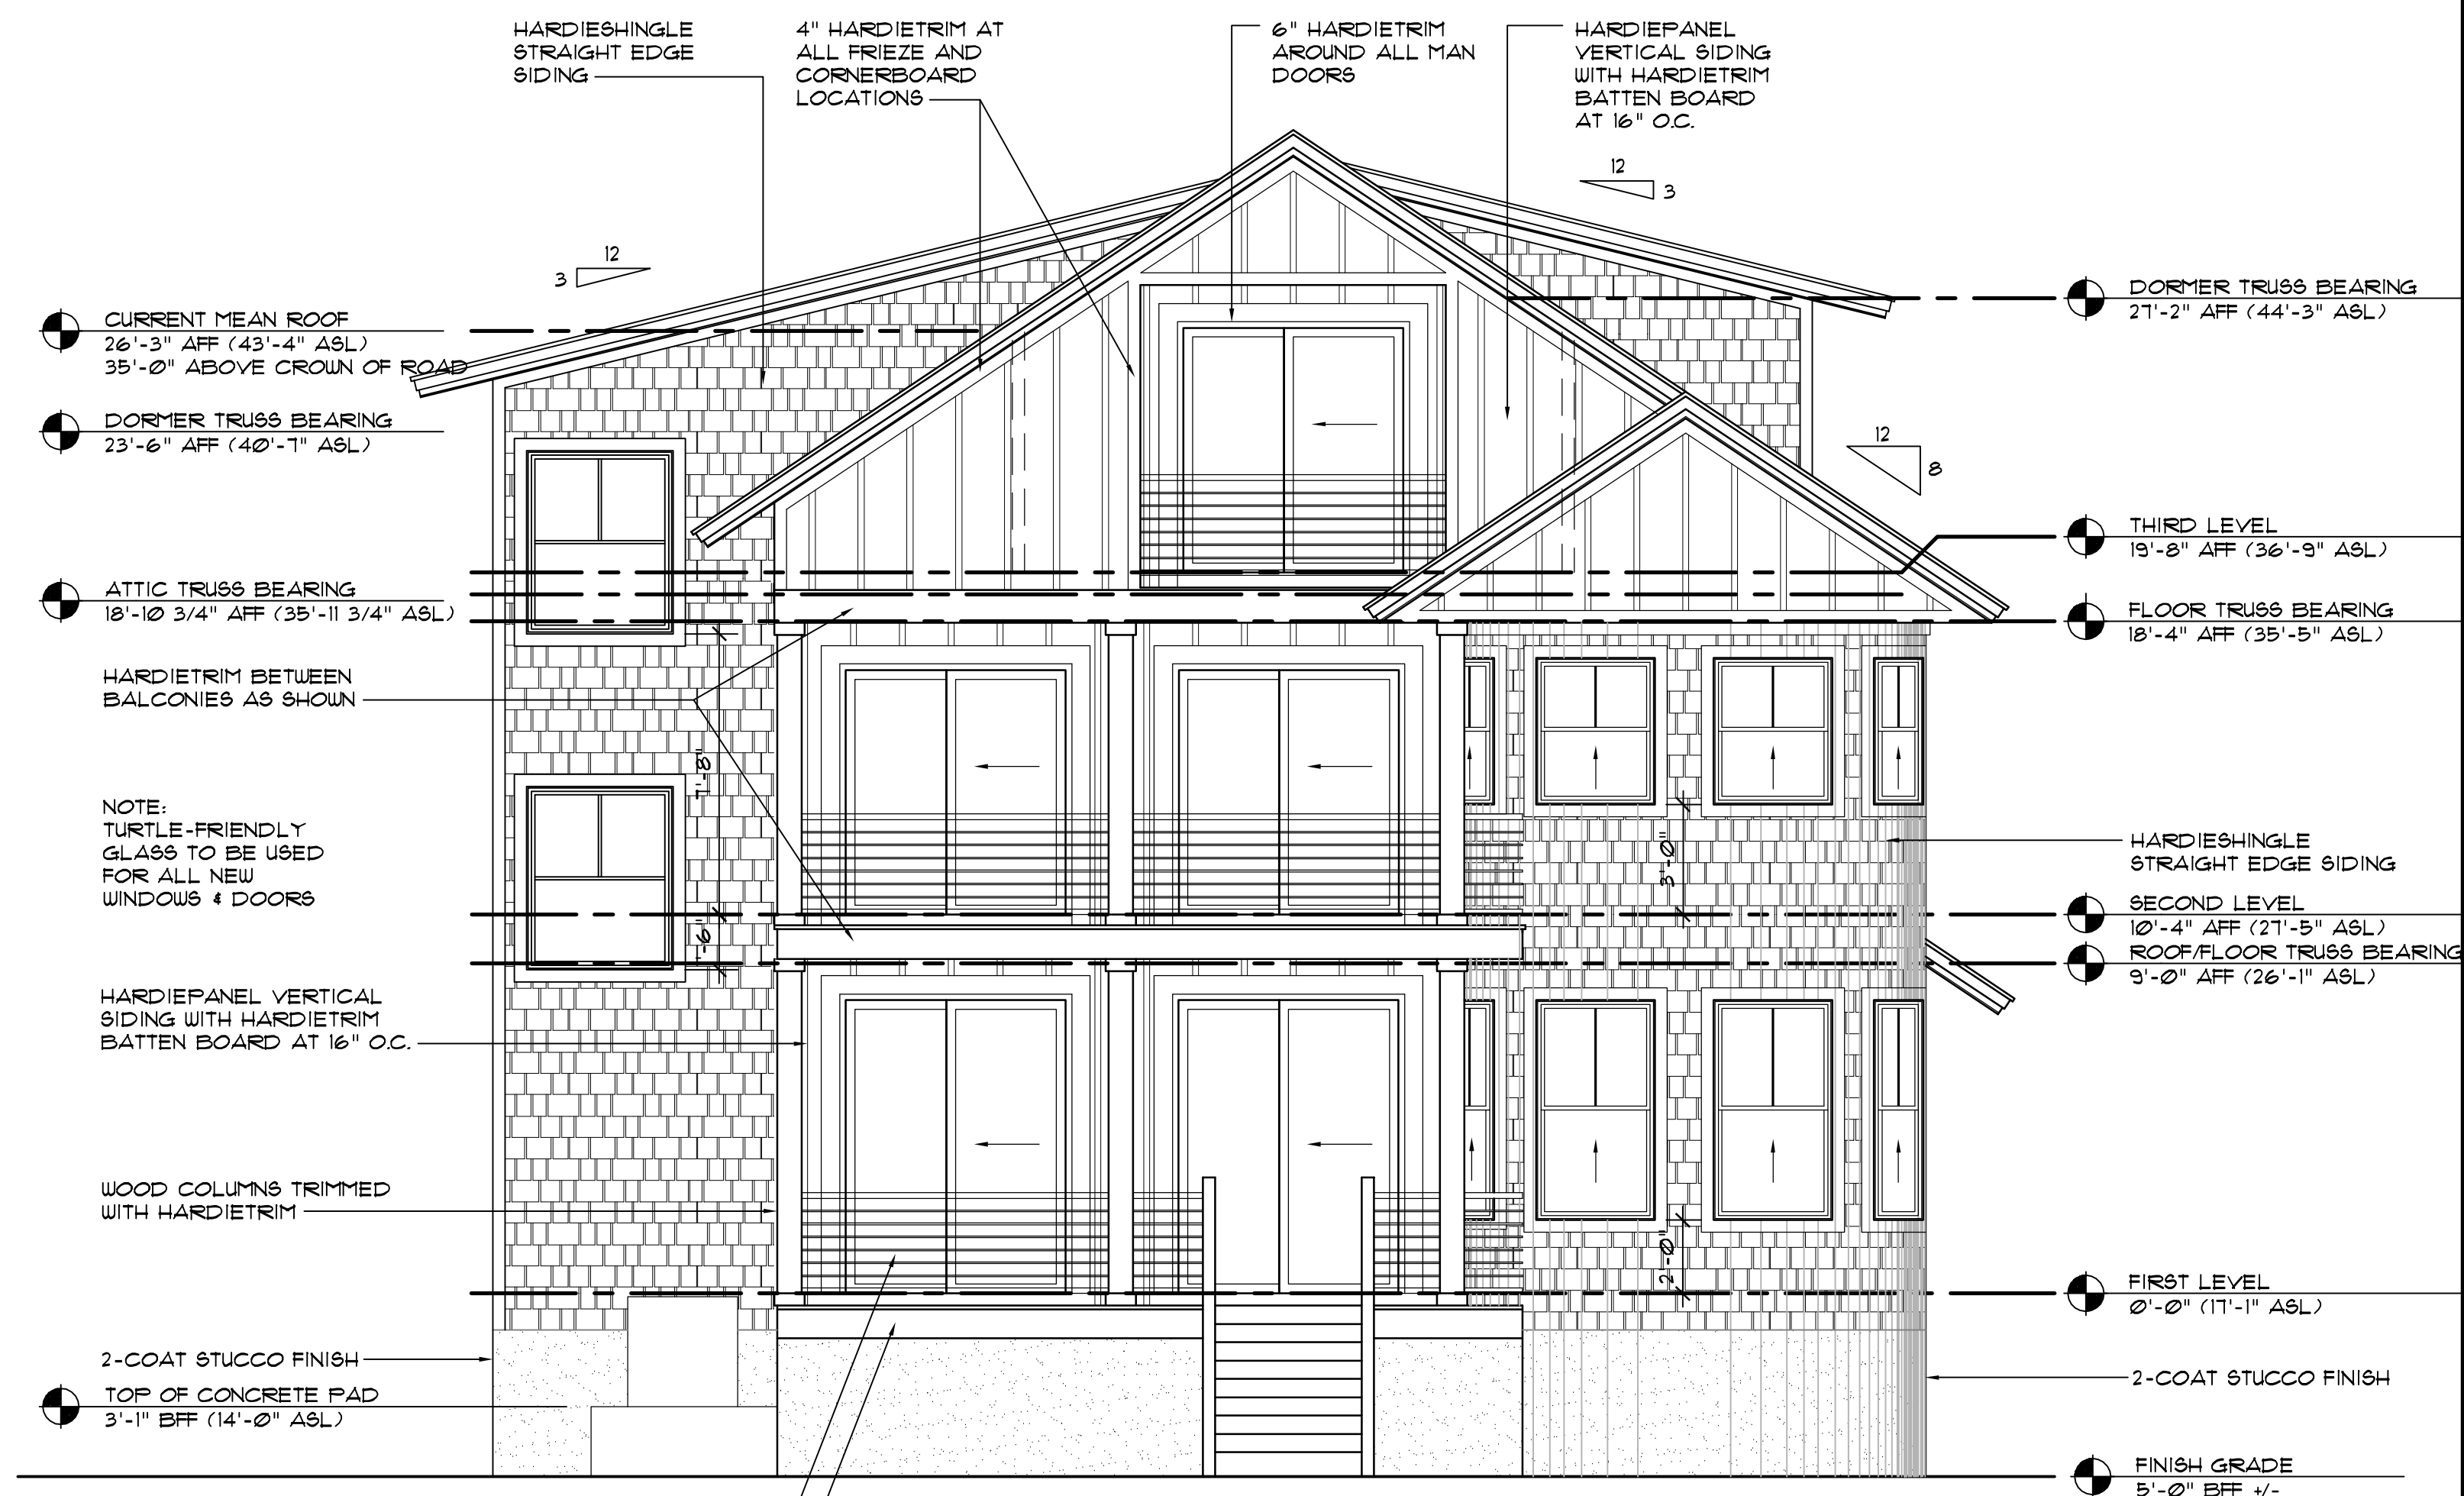 HARDIESHINGLE
STRAIGHT EDGE
SIDING
4" HARDIETRIM AT
ALL FRIEZE AND
CORNERBOARD
LOCATIONS
6" HARDIETRIM
AROUND ALL MAN
DOORS
HARDIEPANEL
VERTICAL SIDING
WITH HARDIETRIM
BATTEN BOARD
AT 16" O.C.
12
3
12
3
CURRENT MEAN ROOF
26'-3" AFF (43'-4" ASL)
35'-0" ABOVE CROWN OF ROAD
DORMER TRUSS BEARING
27'-2" AFF (44'-3" ASL)
DORMER TRUSS BEARING
23'-6" AFF (40'-7" ASL)
12
8
THIRD LEVEL
19'-8" AFF (36'-9" ASL)
ATTIC TRUSS BEARING
18'-10 3/4" AFF (35'-11 3/4" ASL)
FLOOR TRUSS BEARING
18'-4" AFF (35'-5" ASL)
HARDIETRIM BETWEEN
BALCONIES AS SHOWN
7'-8"
NOTE:
TURTLE-FRIENDLY
GLASS TO BE USED
FOR ALL NEW
WINDOWS & DOORS
3'-0"
HARDIESHINGLE
STRAIGHT EDGE SIDING
SECOND LEVEL
10'-4" AFF (27'-5" ASL)
1'-6"
ROOF/FLOOR TRUSS BEARING
9'-0" AFF (26'-1" ASL)
HARDIEPANEL VERTICAL
SIDING WITH HARDIETRIM
BATTEN BOARD AT 16" O.C.
WOOD COLUMNS TRIMMED
WITH HARDIETRIM
2'-0"
FIRST LEVEL
0'-0" (17'-1" ASL)
2-COAT STUCCO FINISH
2-COAT STUCCO FINISH
TOP OF CONCRETE PAD
3'-1" BFF (14'-0" ASL)
FINISH GRADE
5'-0" BFF +/-